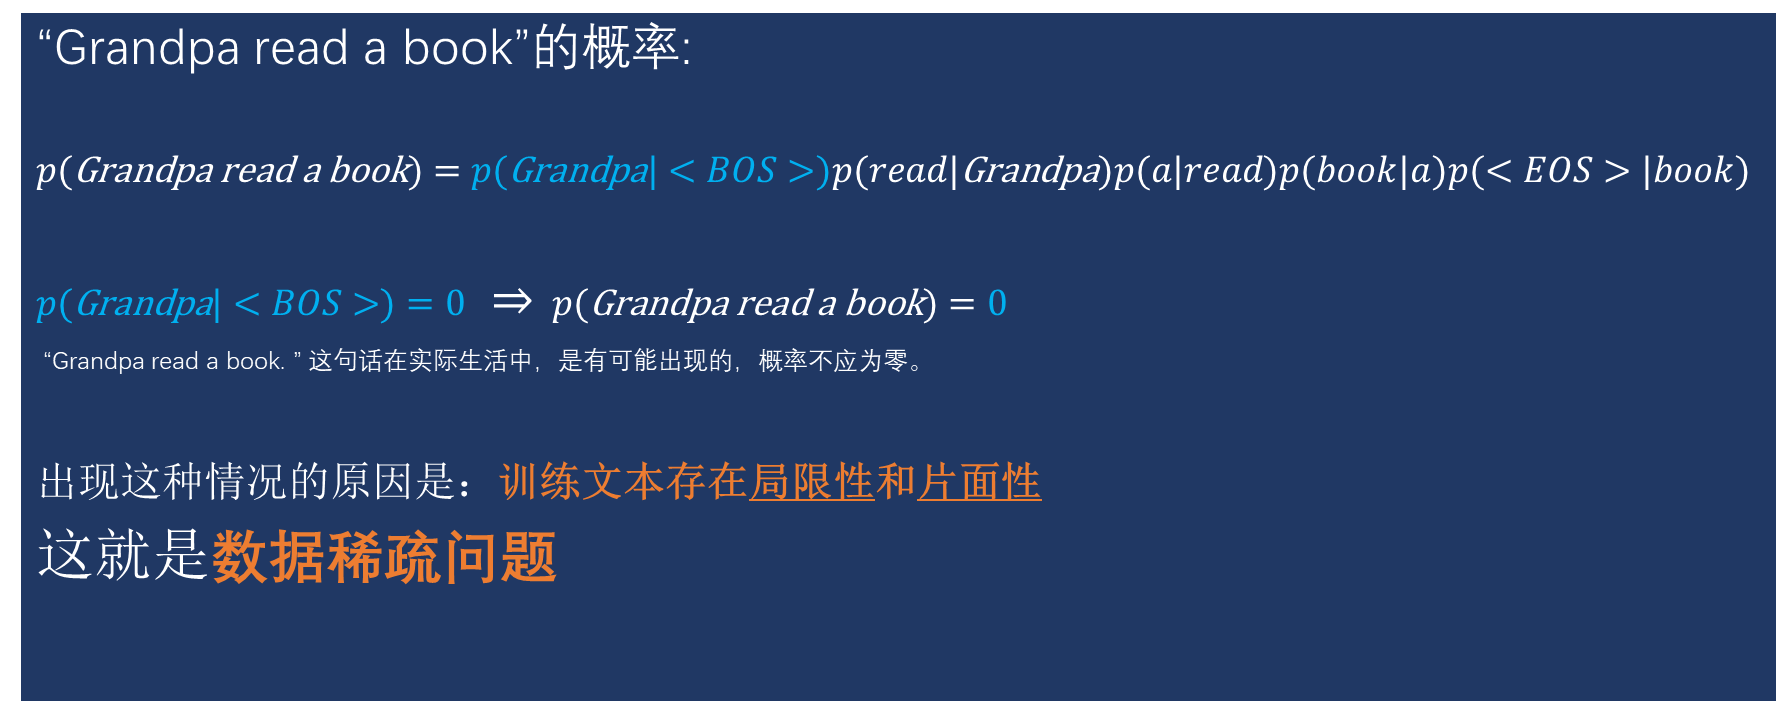 “Grandpa read a book”的概率:
p(Grandpa read a book) = p(Grandpa| < BOS >)p(read|Grandpa)p(a|read)p(book|a)p(< EOS > |book)
p(Grandpa| < BOS >) = 0 ⇒ p(Grandpa read a book) = 0
“Grandpa read a book. ” 这句话在实际生活中，是有可能出现的，概率不应为零。
出现这种情况的原因是：训练文本存在局限性和片面性
这就是数据稀疏问题